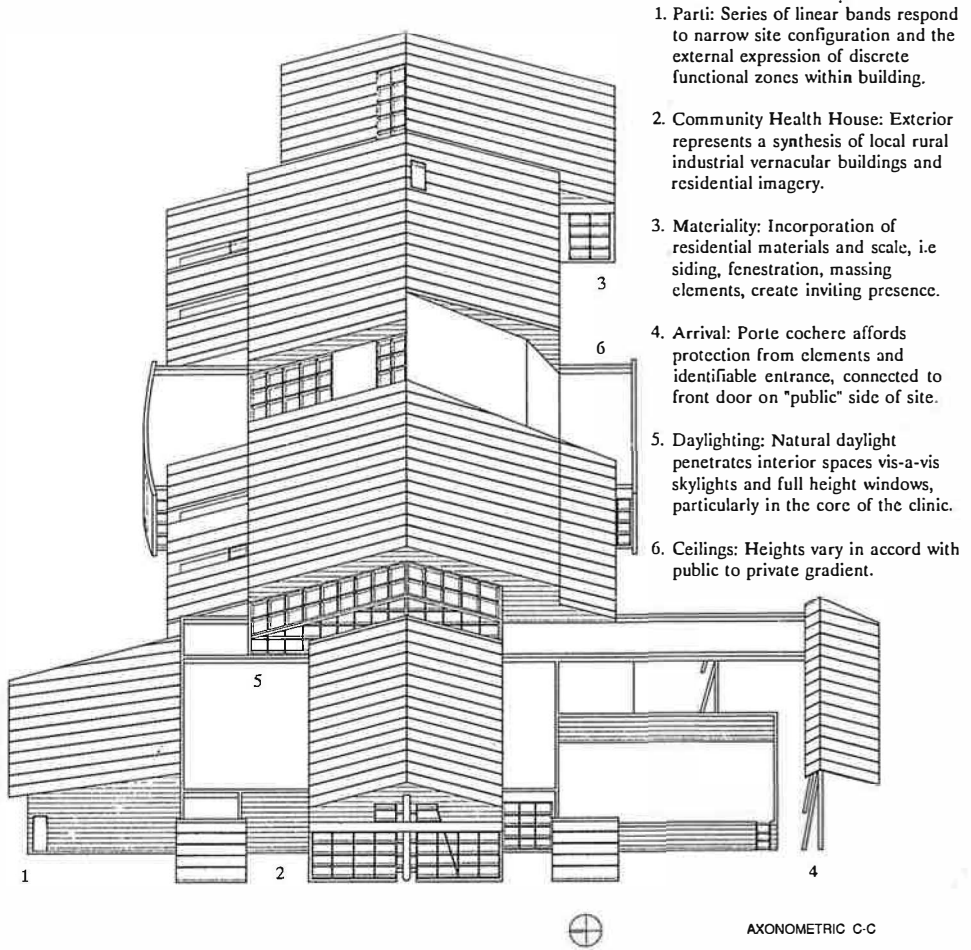 1. Parti: Series of linear bands respond
to narrow site configuration and the
external expression of discrete
functional zones within building.
2. Community Health House: Exterior
represents a synthesis of local rural
industrial vernacular buildings and
residential imagery.
3. Materiality: Incorporation of
residential materials and scale, i.e
siding, fenestration, massing
elements, create inviting presence.
4. Arrival: Porte cochere affords
protection from elements and
identifiable entrance, connected to
front door on "public" side of site.
5. Daylighting: Natural daylight
penetrates interior spaces vis-a-vis
skylights and full height windows,
particularly in the core of the clinic.
6. Ceilings: Heights vary in accord with
public to private gradient.
3
6
5
1
2
4
AXONOMETRIC C-C